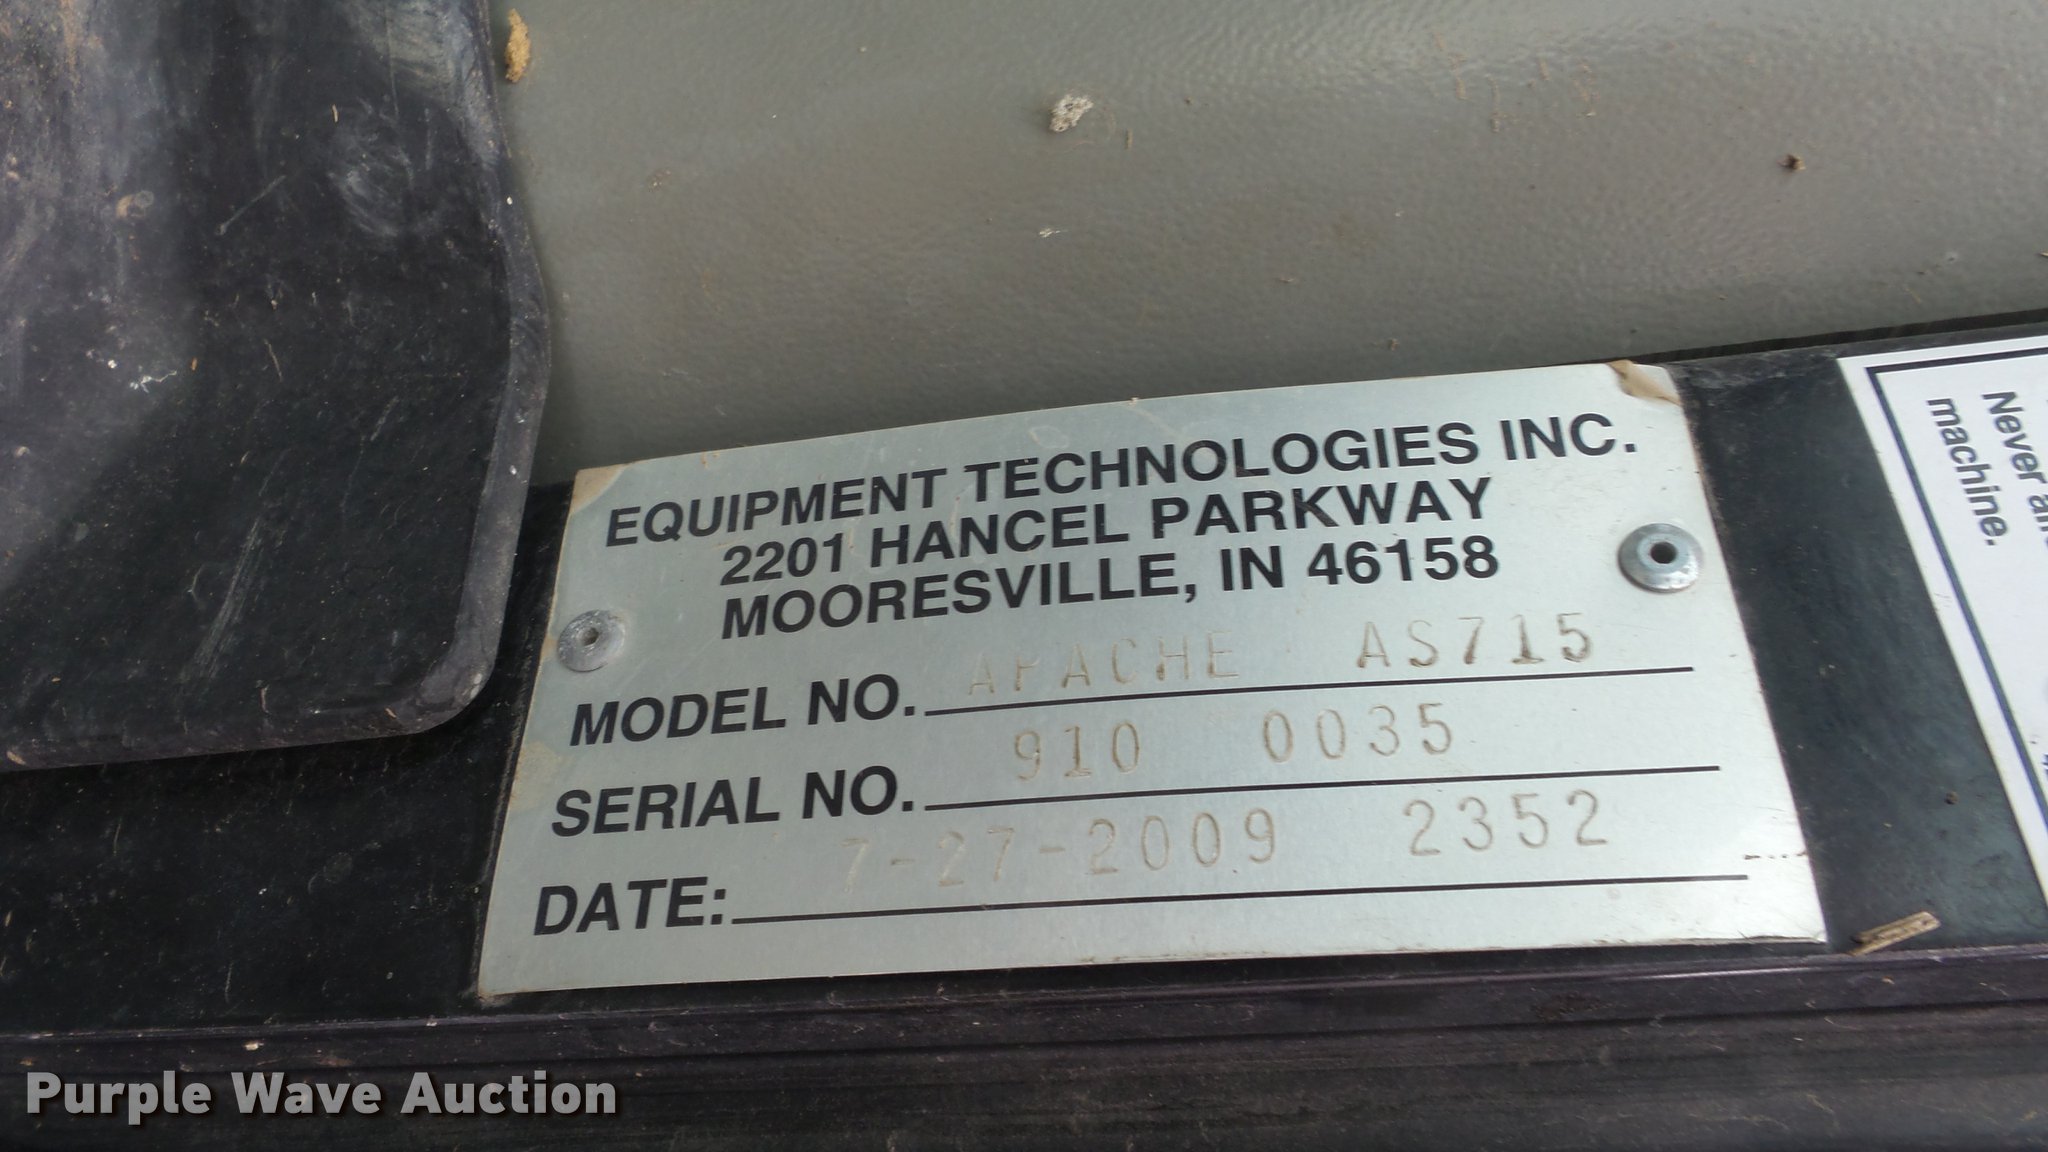 EQUIPMENT TECHNOLOGIES INC.
2201 HANCEL PARKWAY
MOORESVILLE, IN 46158
MODEL NO. APACHE AS715
SERIAL NO. 910 0035
DATE: 7-27-2009 2352
Never
machine.
Purple Wave Auction